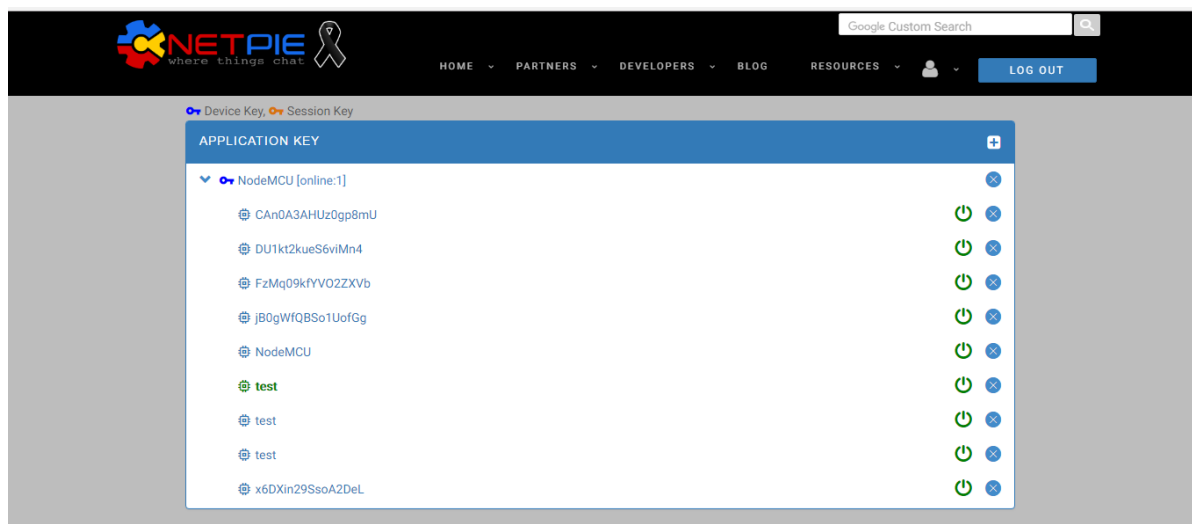 Google Custom Search
NETPIE
where things chat
HOME PARTNERS DEVELOPERS BLOG RESOURCES LOG OUT
Device Key, Session Key
APPLICATION KEY
NodeMCU [online:1]
CAn0A3AHUz0gp8mU
DU1kt2kueS6viMn4
FzMq09kfYVO2ZXVb
jB0gWfQBSo1UofGg
NodeMCU
test
test
test
x6DXin29SsoA2DeL